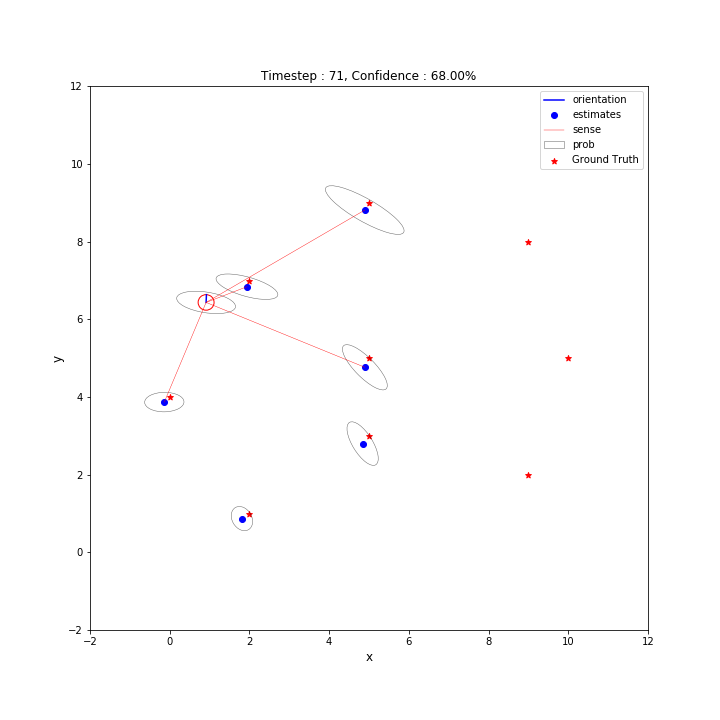 Timestep : 71, Confidence : 68.00%
12
10
8
6
4
2
0
−2
y
−2 0 2 4 6 8 10 12
x
orientation
estimates
sense
prob
Ground Truth